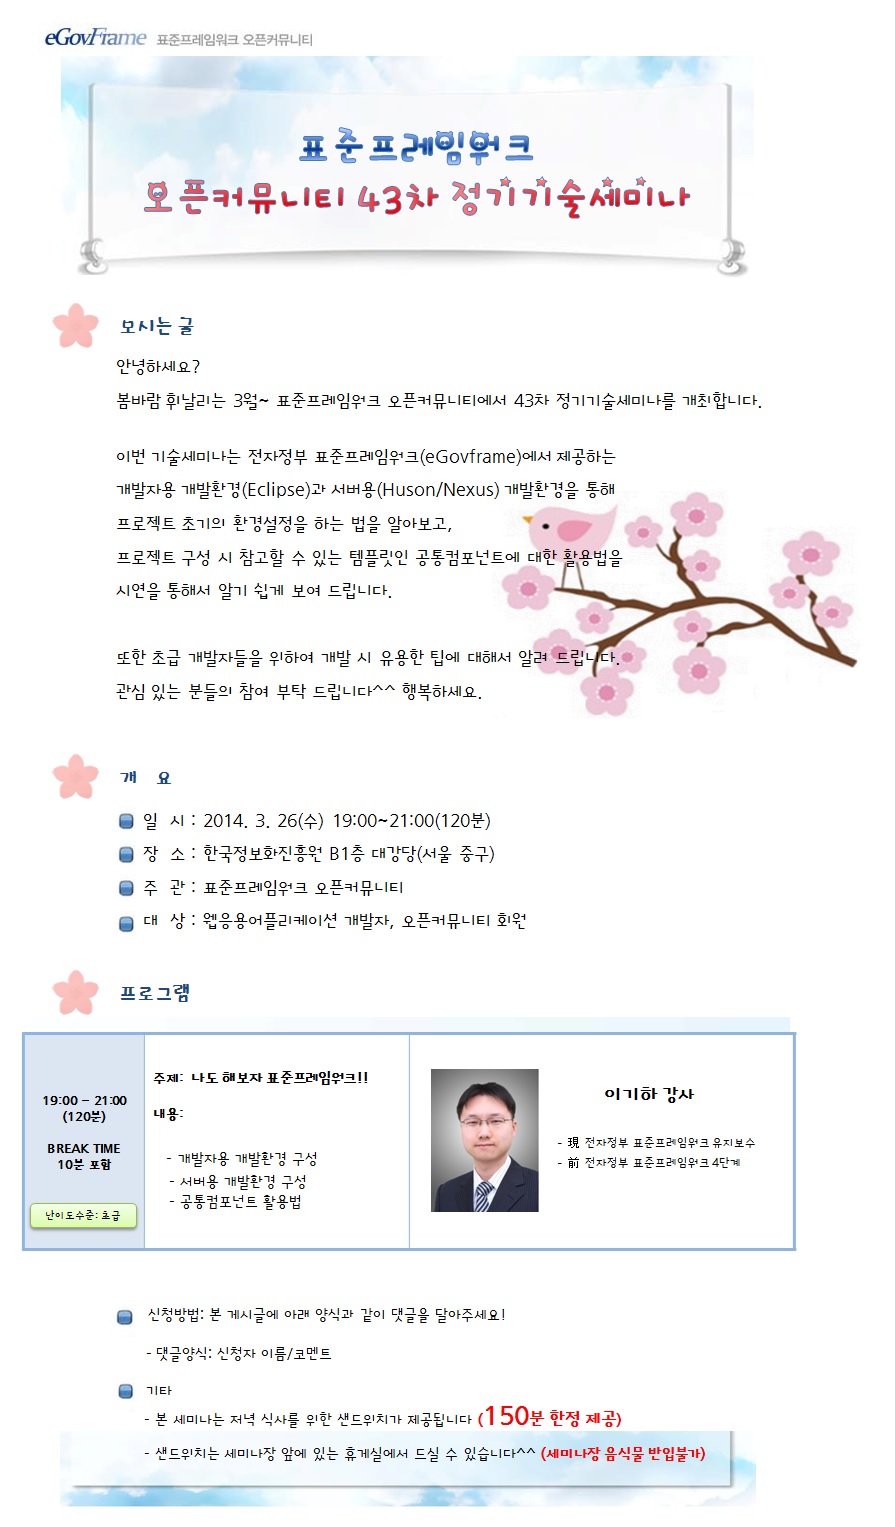 eGovFrame 표준프레임워크 오픈커뮤니티
표준프레임워크
오픈커뮤니티 43차 정기기술세미나
모시는 글
안녕하세요?
봄바람 휘날리는 3월~ 표준프레임워크 오픈커뮤니티에서 43차 정기기술세미나를 개최합니다.
이번 기술세미나는 전자정부 표준프레임워크(eGovframe)에서 제공하는
개발자용 개발환경(Eclipse)과 서버용(Huson/Nexus) 개발환경을 통해
프로젝트 초기의 환경설정을 하는 법을 알아보고,
프로젝트 구성 시 참고할 수 있는 템플릿인 공통컴포넌트에 대한 활용법을
시연을 통해서 알기 쉽게 보여 드립니다.
또한 초급 개발자들을 위하여 개발 시 유용한 팁에 대해서 알려 드립니다.
관심 있는 분들의 참여 부탁 드립니다^^ 행복하세요.
개 요
일 시 : 2014. 3. 26(수) 19:00~21:00(120분)
장 소 : 한국정보화진흥원 B1층 대강당(서울 중구)
주 관 : 표준프레임워크 오픈커뮤니티
대 상 : 웹응용어플리케이션 개발자, 오픈커뮤니티 회원
프로그램
19:00 – 21:00
(120분)
BREAK TIME
10분 포함
난이도수준: 초급
주제: 나도 해보자 표준프레임워크!!
내용:
- 개발자용 개발환경 구성
- 서버용 개발환경 구성
- 공통컴포넌트 활용법
이기하 강사
- 現 전자정부 표준프레임워크 유지보수
- 前 전자정부 표준프레임워크 4단계
신청방법: 본 게시글에 아래 양식과 같이 댓글을 달아주세요!
- 댓글양식: 신청자 이름/코멘트
기타
- 본 세미나는 저녁 식사를 위한 샌드위치가 제공됩니다 (150분 한정 제공)
- 샌드위치는 세미나장 앞에 있는 휴게실에서 드실 수 있습니다^^ (세미나장 음식물 반입불가)